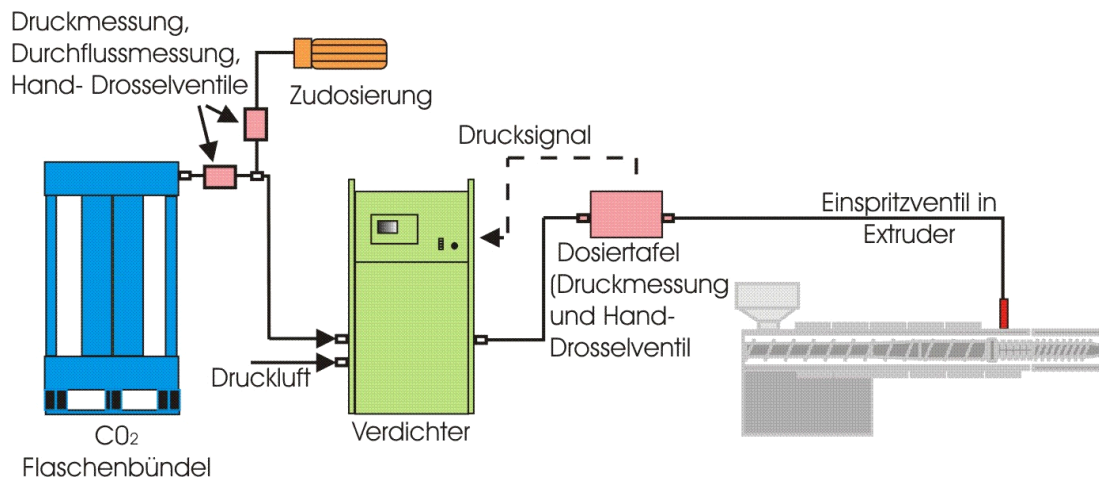 Druckmessung,
Durchflussmessung,
Hand- Drosselventile
Zudosierung
Drucksignal
Einspritzventil in
Extruder
Dosiertafel
(Druckmessung
und Hand-
Drosselventil
Druckluft
Verdichter
C0₂
Flaschenbündel